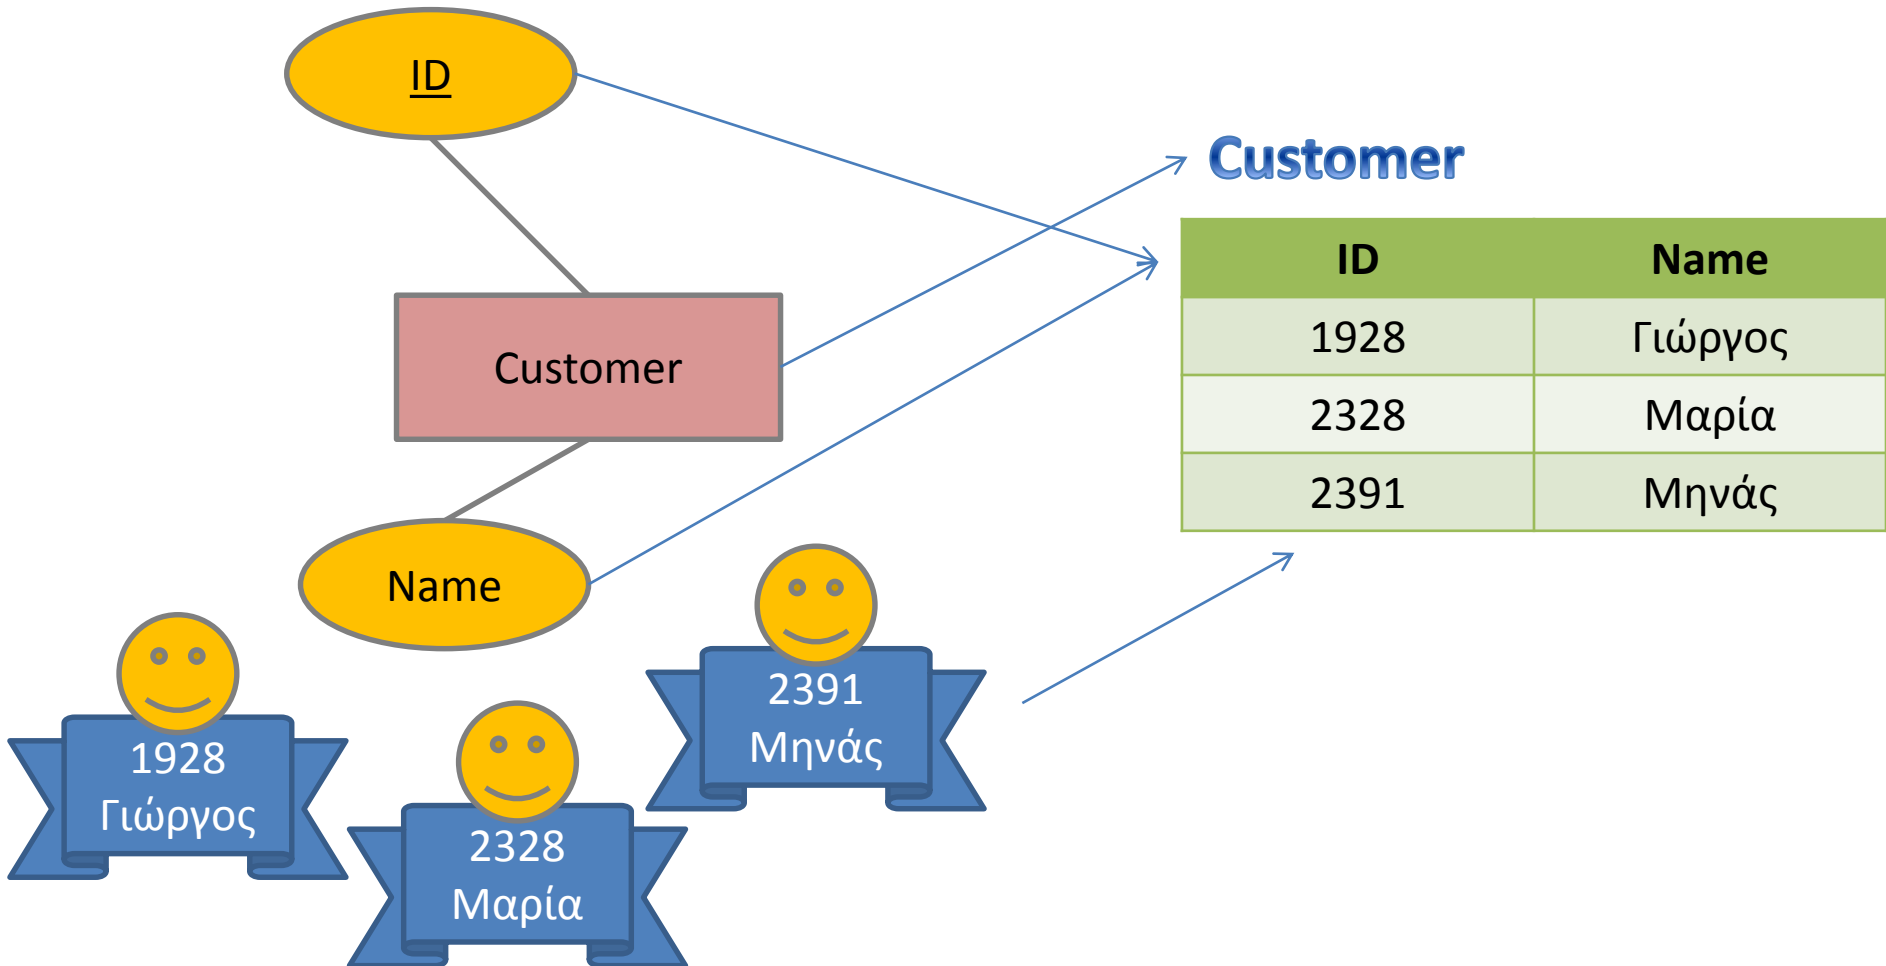 ID
Customer
Name
Customer
ID Name
1928 Γιώργος
2328 Μαρία
2391 Μηνάς
1928
Γιώργος
2328
Μαρία
2391
Μηνάς